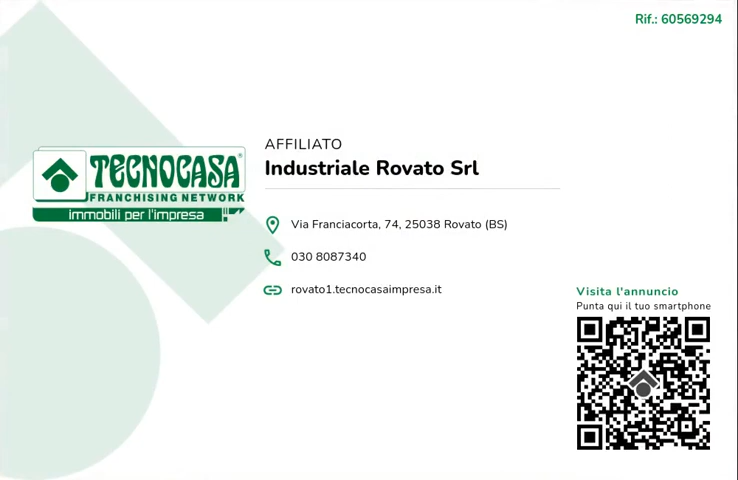 Rif.: 60569294
AFFILIATO
Industriale Rovato Srl
TECNOCASA®
FRANCHISING NETWORK
immobili per l'impresa
Via Franciacorta, 74, 25038 Rovato (BS)
030 8087340
rovato1.tecnocasaimpresa.it
Visita l'annuncio
Punta qui il tuo smartphone